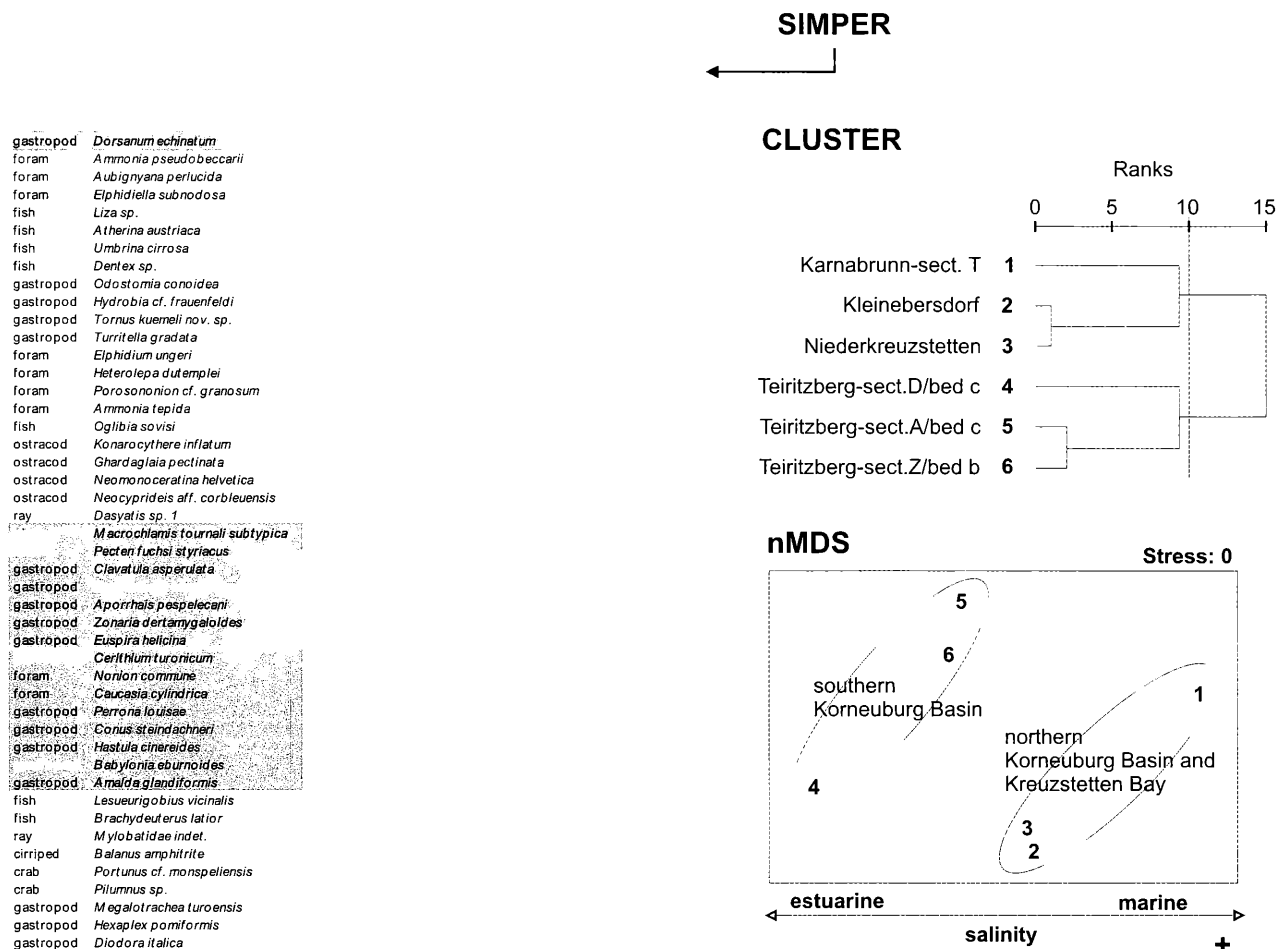 SIMPER
gastropod Dorsanum echinatum
foram Ammonia pseudobeccarii
foram Aubignyana perlucida
foram Elphidiella subnodosa
fish Liza sp.
fish Atherina austriaca
fish Umbrina cirrosa
fish Dentex sp.
gastropod Odostomia conoidea
gastropod Hydrobia cf. frauenfeldi
gastropod Tornus kuemeli nov. sp.
gastropod Turritella gradata
foram Elphidium ungeri
foram Heterolepa dutemplei
foram Porosononion cf. granosum
foram Ammonia tepida
fish Oglibia sovisi
ostracod Konarocythere inflatum
ostracod Ghardaglaia pectinata
ostracod Neomonoceratina helvetica
ostracod Neocyprideis aff. corbleuensis
ray Dasyatis sp. 1
Macrochlamis tournali subtypica
Pecten fuchsi styriacus
gastropod Clavatula asperulata
gastropod
gastropod Aporrhais pespelecani
gastropod Zonaria dertamygaloides
gastropod Euspira helicina
Cerithium turonicum
foram Nonion commune
foram Caucasia cylindrica
gastropod Perrona louisae
gastropod Conus steindachneri
gastropod Hastula cinereides
Babylonia eburnoides
gastropod Amalda glandiformis
fish Lesueurigobius vicinalis
fish Brachydeuterus latior
ray Mylobatidae indet.
cirriped Balanus amphitrite
crab Portunus cf. monspeliensis
crab Pilumnus sp.
gastropod Megalotrachea turoensis
gastropod Hexaplex pomiformis
gastropod Diodora italica
CLUSTER
Ranks
0 5 10 15
Karnabrunn-sect. T 1
Kleinebersdorf 2
Niederkreuzstetten 3
Teiritzberg-sect.D/bed c 4
Teiritzberg-sect.A/bed c 5
Teiritzberg-sect.Z/bed b 6
nMDS
Stress: 0
5
6
southern
Korneuburg Basin
1
northern
Korneuburg Basin and
Kreuzstetten Bay
4
3
2
estuarine marine
salinity
+